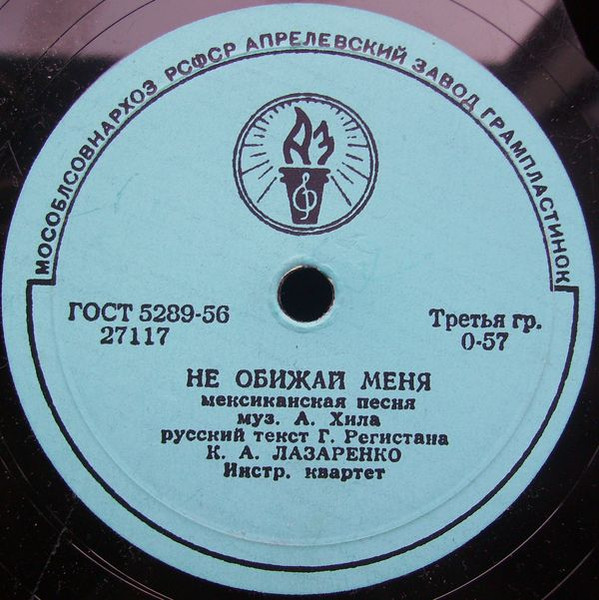 МОСОБЛСОВНАРХОЗ РСФСР АПРЕЛЕВСКИЙ ЗАВОД ГРАМПЛАСТИНОК
АЗ
ГОСТ 5289-56
27117
Третья гр.
0-57
НЕ ОБИЖАЙ МЕНЯ
мексиканская песня
муз. А. Хила
русский текст Г. Регистана
К. А. ЛАЗАРЕНКО
Инстр. квартет